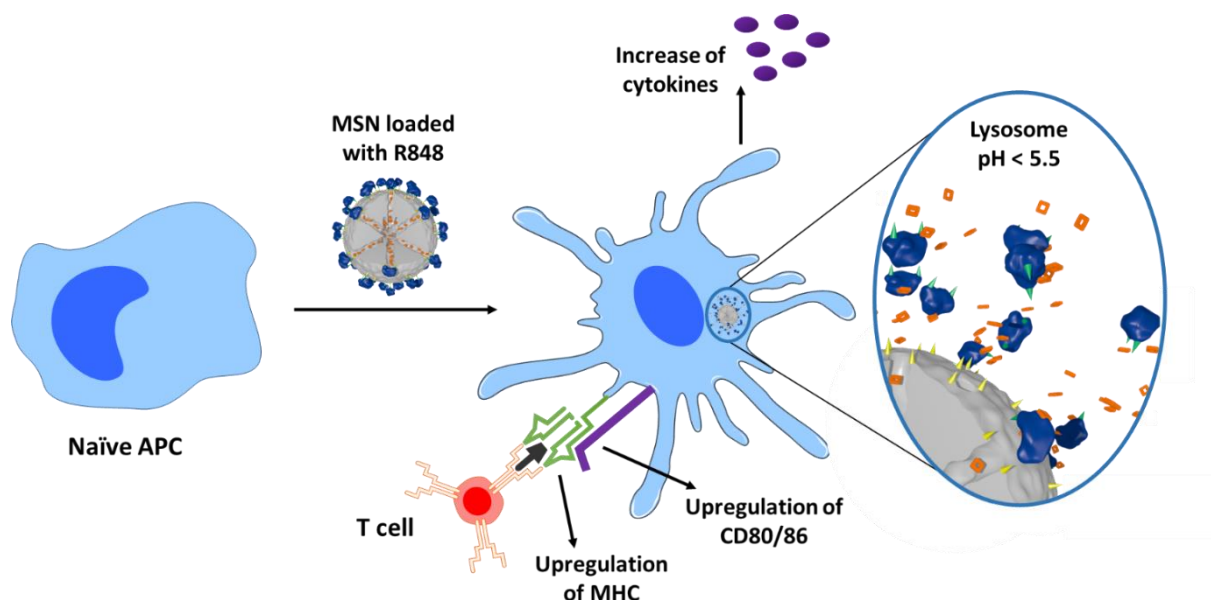 Increase of
cytokines
MSN loaded
with R848
Lysosome
pH < 5.5
Naïve APC
T cell
Upregulation of
CD80/86
Upregulation
of MHC